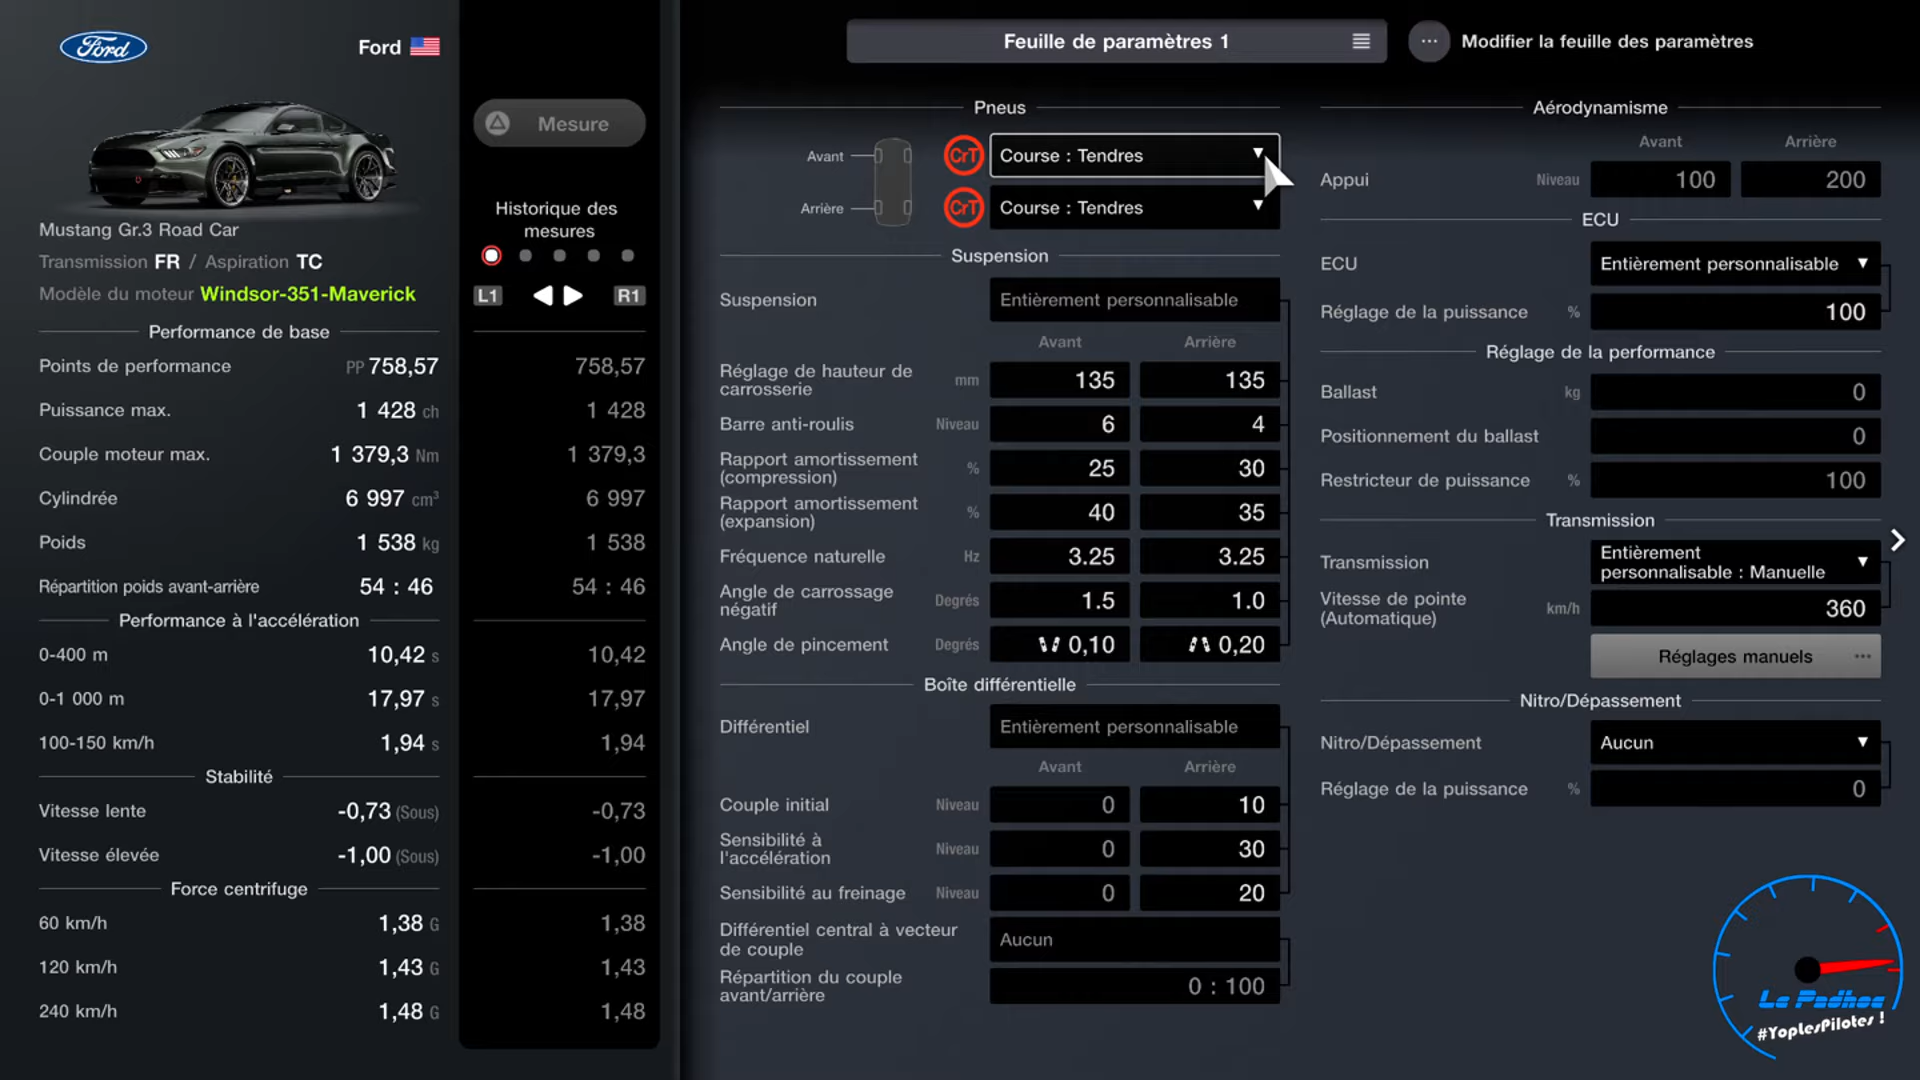 Ford
Ford
Mustang Gr.3 Road Car
Transmission FR / Aspiration TC
Modèle du moteur Windsor-351-Maverick
Performance de base
Points de performance PP 758,57
Puissance max. 1 428 ch
Couple moteur max. 1 379,3 Nm
Cylindrée 6 997 cm³
Poids 1 538 kg
Répartition poids avant-arrière 54 : 46
Performance à l'accélération
0-400 m 10,42 s
0-1 000 m 17,97 s
100-150 km/h 1,94 s
Stabilité
Vitesse lente -0,73 (Sous)
Vitesse élevée -1,00 (Sous)
Force centrifuge
60 km/h 1,38 G
120 km/h 1,43 G
240 km/h 1,48 G
Mesure
Historique des
mesures
L1 R1
758,57
1 428
1 379,3
6 997
1 538
54 : 46
10,42
17,97
1,94
-0,73
-1,00
1,38
1,43
1,48
Feuille de paramètres 1
Modifier la feuille des paramètres
Pneus
Avant CrT Course : Tendres
Arrière CrT Course : Tendres
Suspension
Suspension Entièrement personnalisable
Avant Arrière
Réglage de hauteur de
carrosserie mm 135 135
Barre anti-roulis Niveau 6 4
Rapport amortissement
(compression) % 25 30
Rapport amortissement
(expansion) % 40 35
Fréquence naturelle Hz 3.25 3.25
Angle de carrossage
négatif Degrés 1.5 1.0
Angle de pincement Degrés 0,10 0,20
Boîte différentielle
Différentiel Entièrement personnalisable
Avant Arrière
Couple initial Niveau 0 10
Sensibilité à
l'accélération Niveau 0 30
Sensibilité au freinage Niveau 0 20
Différentiel central à vecteur
de couple Aucun
Répartition du couple
avant/arrière 0 : 100
Aérodynamisme
Avant Arrière
Appui Niveau 100 200
ECU
ECU Entièrement personnalisable
Réglage de la puissance % 100
Réglage de la performance
Ballast kg 0
Positionnement du ballast 0
Restricteur de puissance % 100
Transmission
Transmission Entièrement
personnalisable : Manuelle
Vitesse de pointe
(Automatique) km/h 360
Réglages manuels
Nitro/Dépassement
Nitro/Dépassement Aucun
Réglage de la puissance % 0
Le Padhoc
#YoplesPilotes !